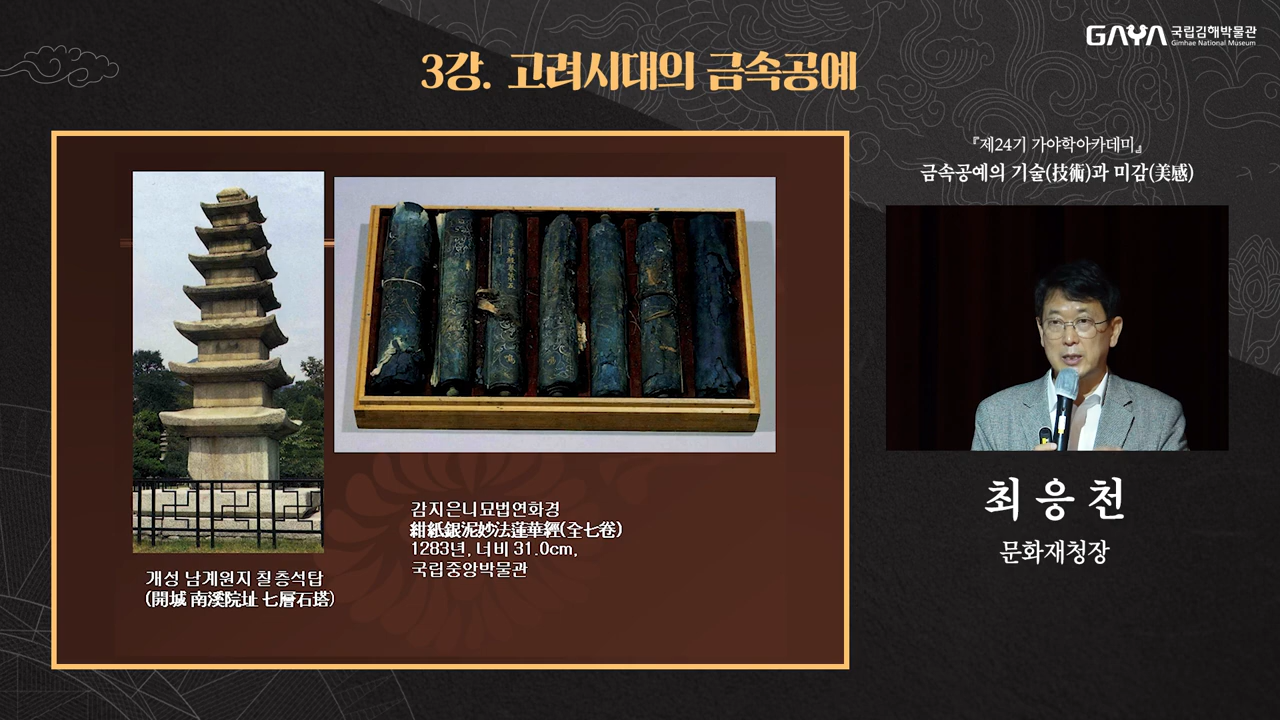 GAYA 국립김해박물관
Gimhae National Museum
3강. 고려시대의 금속공예
『제24기 가야학아카데미』
금속공예의 기술(技術)과 미감(美感)
감지은니묘법연화경
紺紙銀泥妙法蓮華經(全七卷)
1283년, 너비 31.0cm,
국립중앙박물관
개성 남계원지 칠층석탑
(開城 南溪院址 七層石塔)
최응천
문화재청장